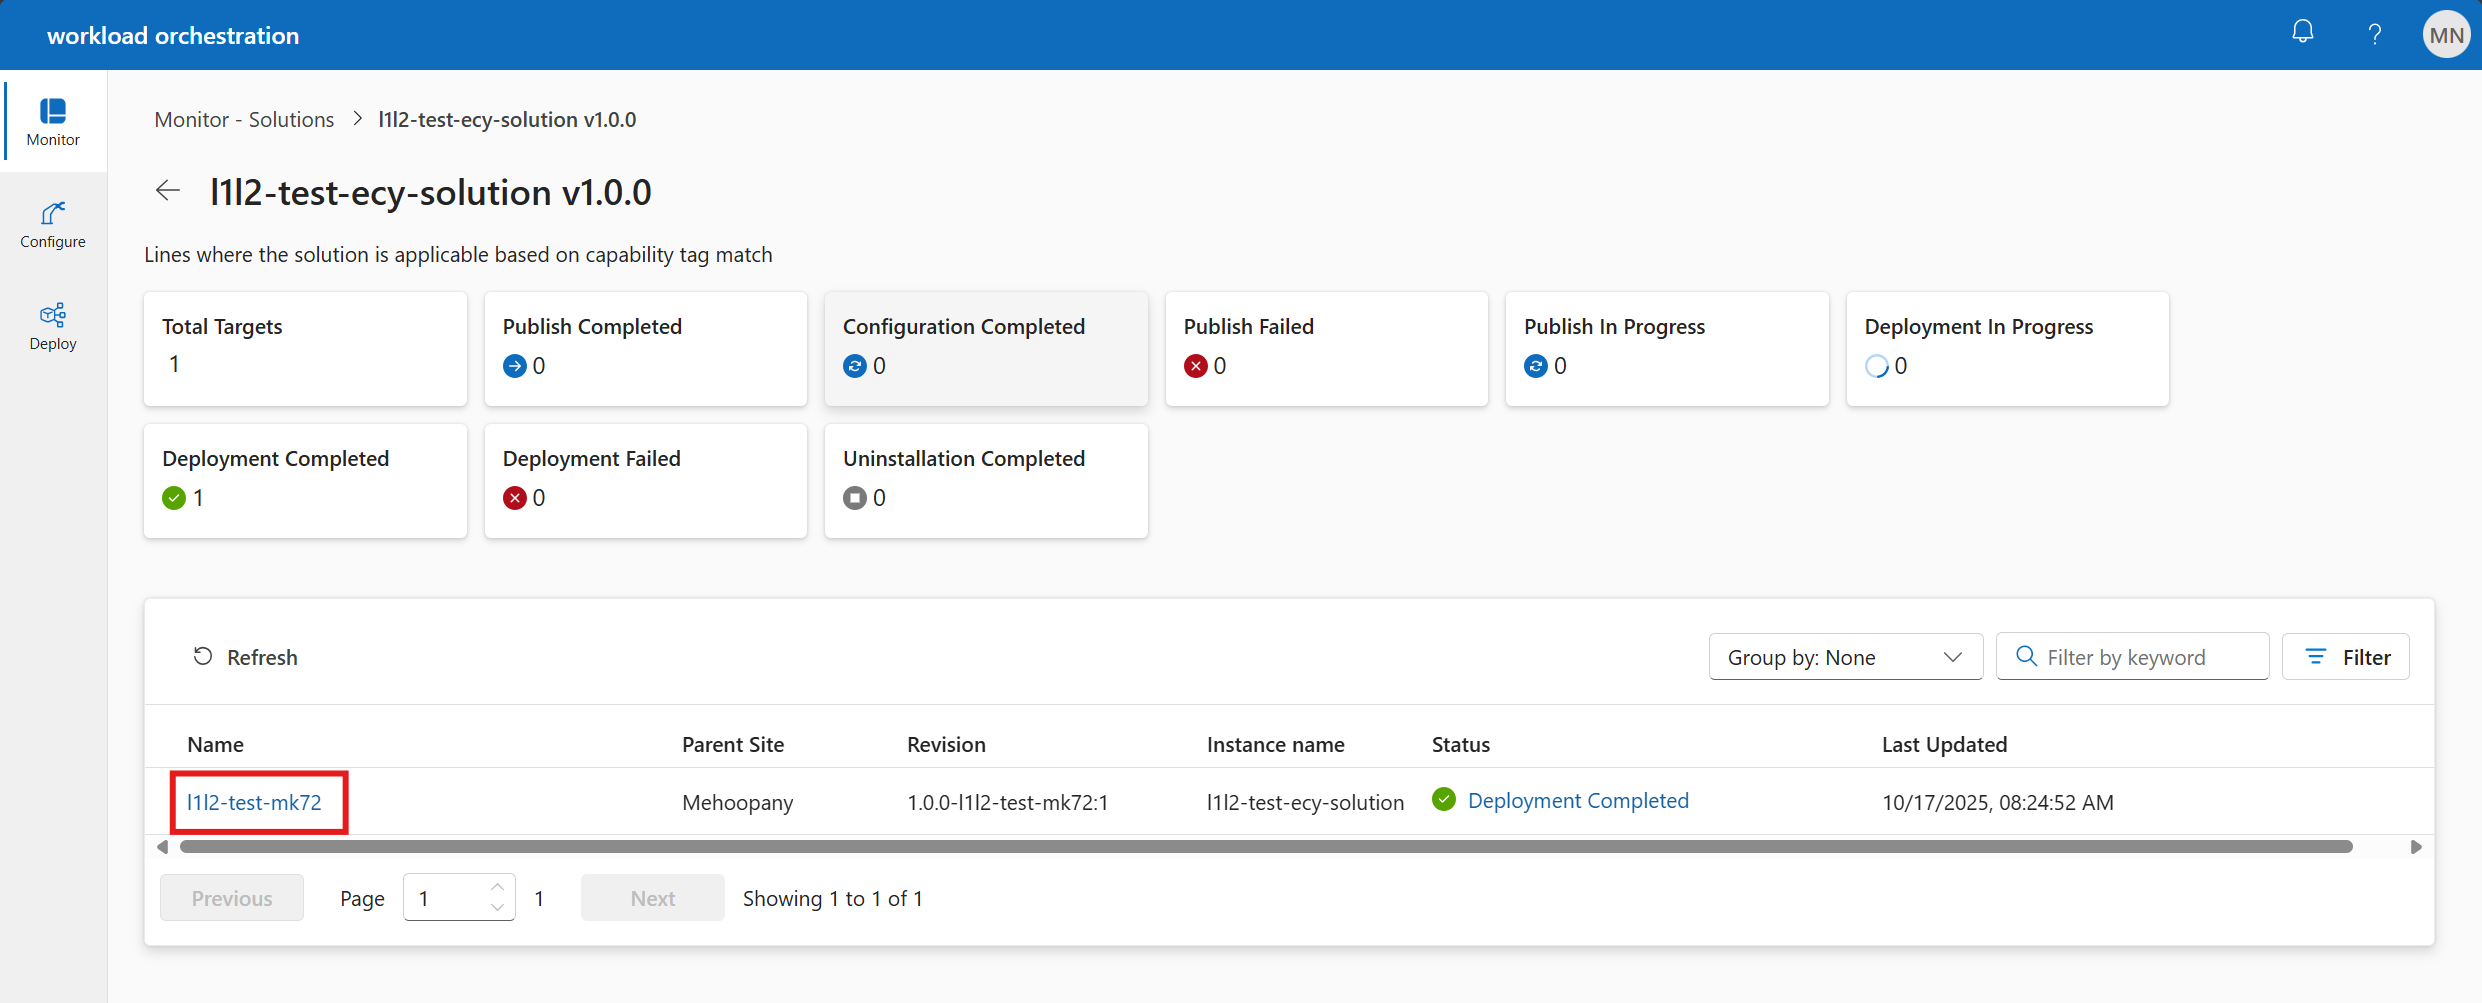 workload orchestration
MN
Monitor
Configure
Deploy
Monitor - Solutions > l1l2-test-ecy-solution v1.0.0
l1l2-test-ecy-solution v1.0.0
Lines where the solution is applicable based on capability tag match
Total Targets
1
Publish Completed
0
Configuration Completed
0
Publish Failed
0
Publish In Progress
0
Deployment In Progress
0
Deployment Completed
1
Deployment Failed
0
Uninstallation Completed
0
Refresh
Group by: None
Filter by keyword
Filter
Name Parent Site Revision Instance name Status Last Updated
l1l2-test-mk72 Mehoopany 1.0.0-l1l2-test-mk72:1 l1l2-test-ecy-solution Deployment Completed 10/17/2025, 08:24:52 AM
Previous Page 1 1 Next Showing 1 to 1 of 1